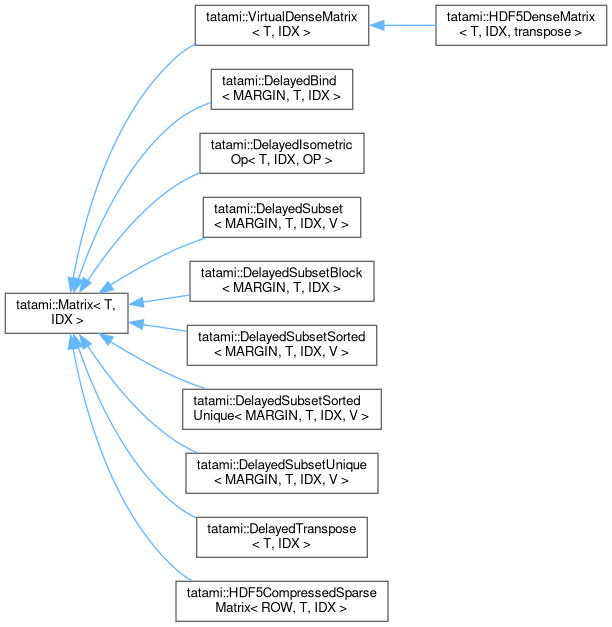 tatami::VirtualDenseMatrix
< T, IDX >
tatami::HDF5DenseMatrix
< T, IDX, transpose >
tatami::DelayedBind
< MARGIN, T, IDX >
tatami::DelayedIsometric
Op< T, IDX, OP >
tatami::DelayedSubset
< MARGIN, T, IDX, V >
tatami::DelayedSubsetBlock
< MARGIN, T, IDX >
tatami::Matrix< T,
IDX >
tatami::DelayedSubsetSorted
< MARGIN, T, IDX, V >
tatami::DelayedSubsetSorted
Unique< MARGIN, T, IDX, V >
tatami::DelayedSubsetUnique
< MARGIN, T, IDX, V >
tatami::DelayedTranspose
< T, IDX >
tatami::HDF5CompressedSparse
Matrix< ROW, T, IDX >